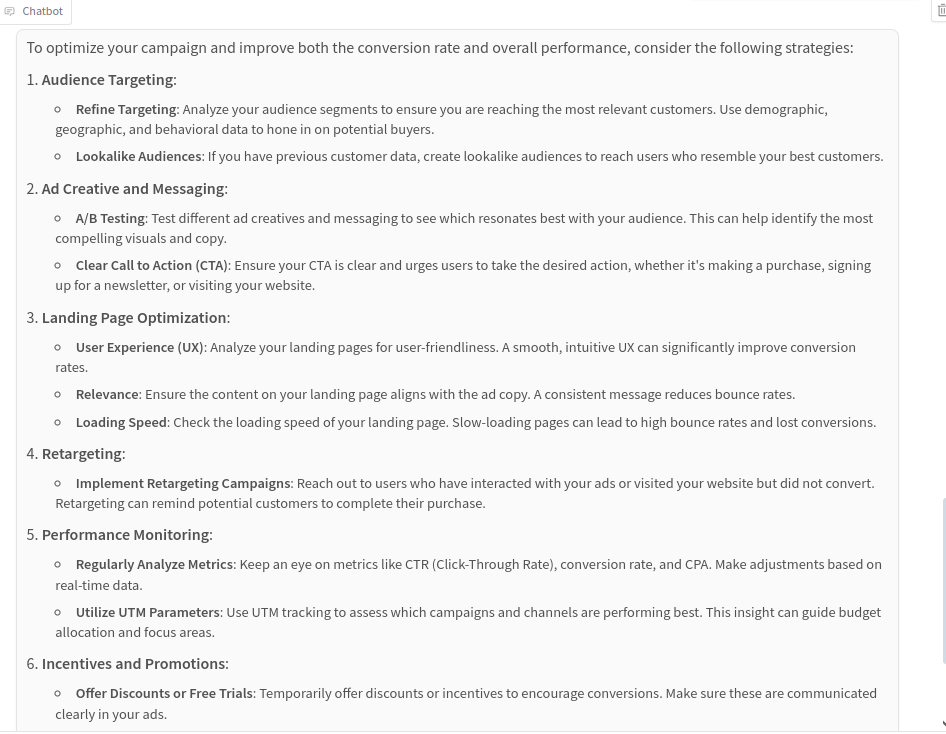 Chatbot
To optimize your campaign and improve both the conversion rate and overall performance, consider the following strategies:
1. Audience Targeting:
Refine Targeting: Analyze your audience segments to ensure you are reaching the most relevant customers. Use demographic,
geographic, and behavioral data to hone in on potential buyers.
Lookalike Audiences: If you have previous customer data, create lookalike audiences to reach users who resemble your best customers.
2. Ad Creative and Messaging:
A/B Testing: Test different ad creatives and messaging to see which resonates best with your audience. This can help identify the most
compelling visuals and copy.
Clear Call to Action (CTA): Ensure your CTA is clear and urges users to take the desired action, whether it's making a purchase, signing
up for a newsletter, or visiting your website.
3. Landing Page Optimization:
User Experience (UX): Analyze your landing pages for user-friendliness. A smooth, intuitive UX can significantly improve conversion
rates.
Relevance: Ensure the content on your landing page aligns with the ad copy. A consistent message reduces bounce rates.
Loading Speed: Check the loading speed of your landing page. Slow-loading pages can lead to high bounce rates and lost conversions.
4. Retargeting:
Implement Retargeting Campaigns: Reach out to users who have interacted with your ads or visited your website but did not convert.
Retargeting can remind potential customers to complete their purchase.
5. Performance Monitoring:
Regularly Analyze Metrics: Keep an eye on metrics like CTR (Click-Through Rate), conversion rate, and CPA. Make adjustments based on
real-time data.
Utilize UTM Parameters: Use UTM tracking to assess which campaigns and channels are performing best. This insight can guide budget
allocation and focus areas.
6. Incentives and Promotions:
Offer Discounts or Free Trials: Temporarily offer discounts or incentives to encourage conversions. Make sure these are communicated
clearly in your ads.